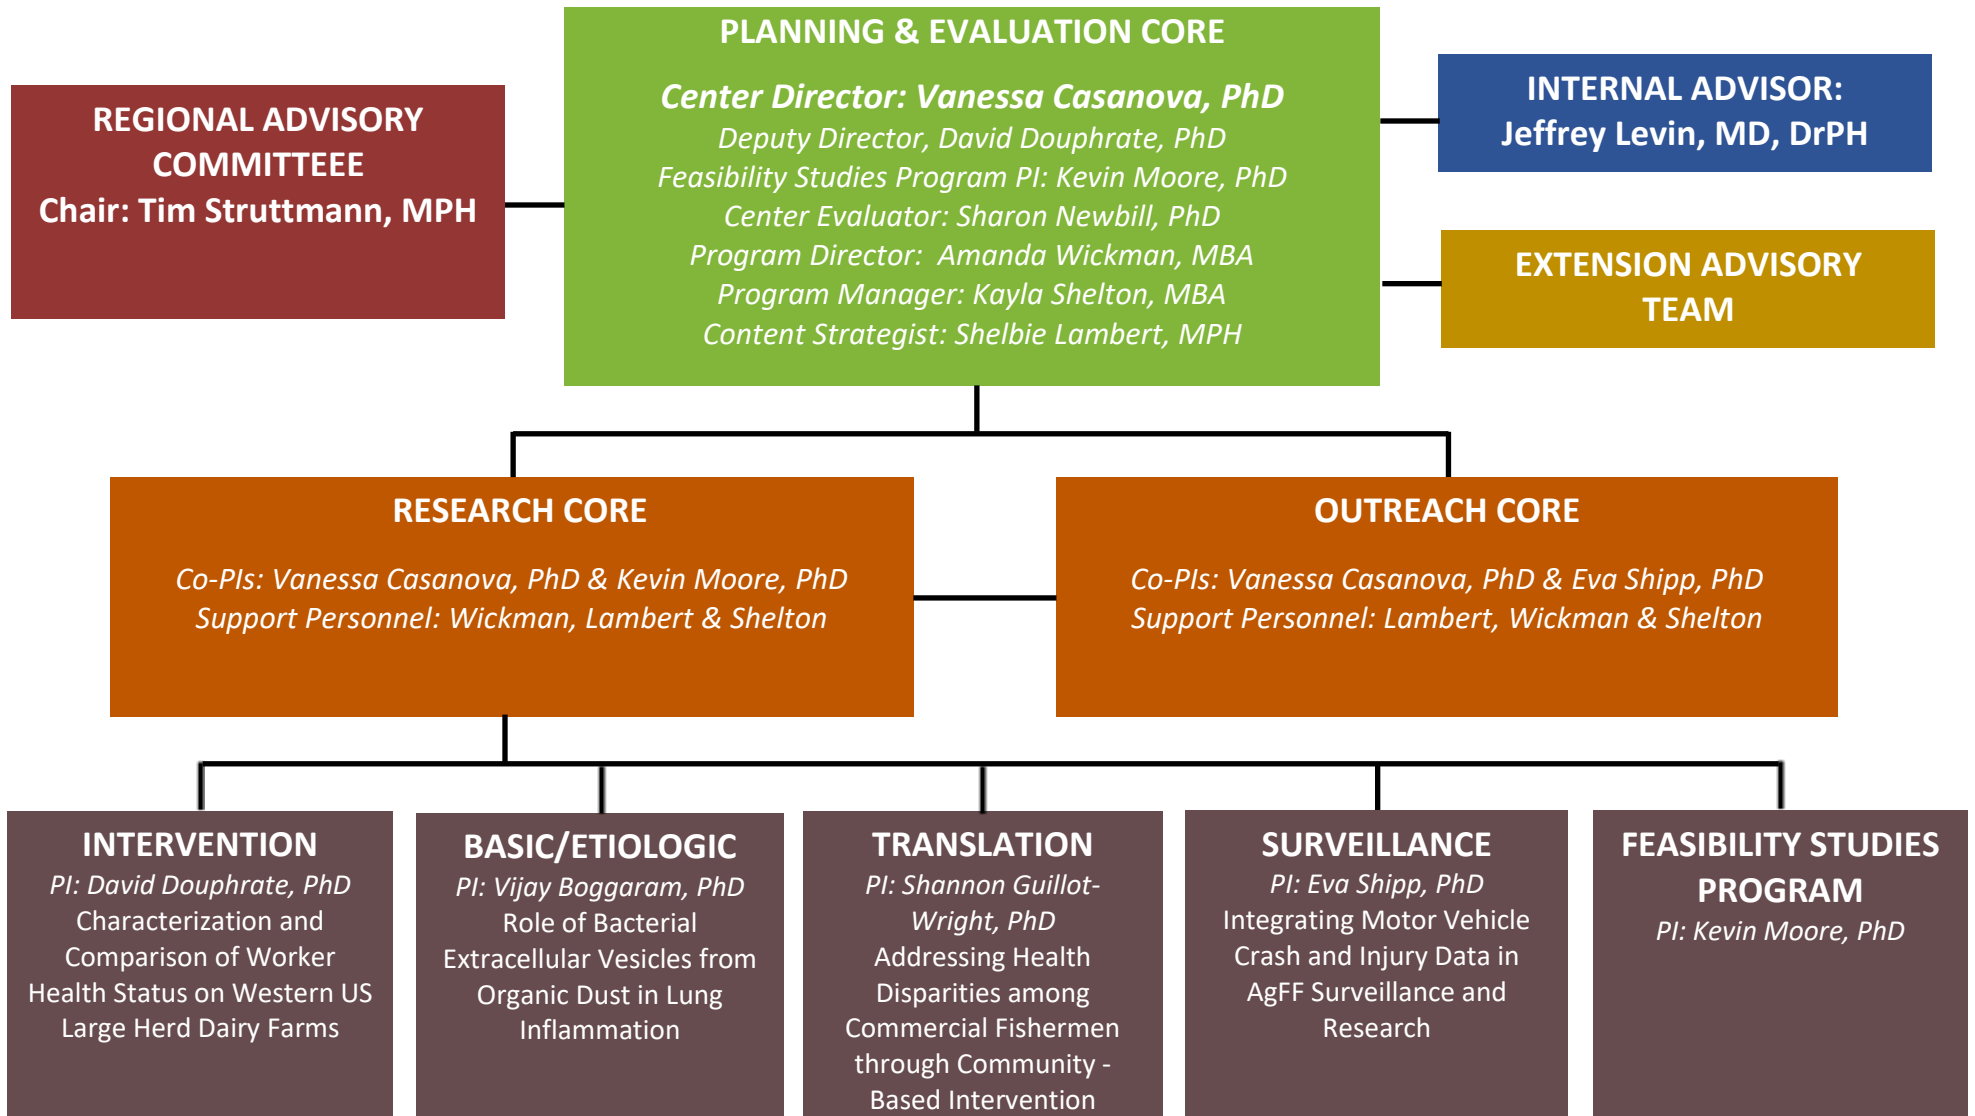 PLANNING & EVALUATION CORE
Center Director: Vanessa Casanova, PhD
Deputy Director, David Douphrate, PhD
Feasibility Studies Program PI: Kevin Moore, PhD
Center Evaluator: Sharon Newbill, PhD
Program Director:  Amanda Wickman, MBA
Program Manager: Kayla Shelton, MBA
Content Strategist: Shelbie Lambert, MPH
REGIONAL ADVISORY
COMMITTEEE
Chair: Tim Struttmann, MPH
INTERNAL ADVISOR:
Jeffrey Levin, MD, DrPH
EXTENSION ADVISORY
TEAM
RESEARCH CORE
Co-PIs: Vanessa Casanova, PhD & Kevin Moore, PhD
Support Personnel: Wickman, Lambert & Shelton
OUTREACH CORE
Co-PIs: Vanessa Casanova, PhD & Eva Shipp, PhD
Support Personnel: Lambert, Wickman & Shelton
INTERVENTION
PI: David Douphrate, PhD
Characterization and
Comparison of Worker
Health Status on Western US
Large Herd Dairy Farms
BASIC/ETIOLOGIC
PI: Vijay Boggaram, PhD
Role of Bacterial
Extracellular Vesicles from
Organic Dust in Lung
Inflammation
TRANSLATION
PI: Shannon Guillot-
Wright, PhD
Addressing Health
Disparities among
Commercial Fishermen
through Community -
Based Intervention
SURVEILLANCE
PI: Eva Shipp, PhD
Integrating Motor Vehicle
Crash and Injury Data in
AgFF Surveillance and
Research
FEASIBILITY STUDIES
PROGRAM
PI: Kevin Moore, PhD